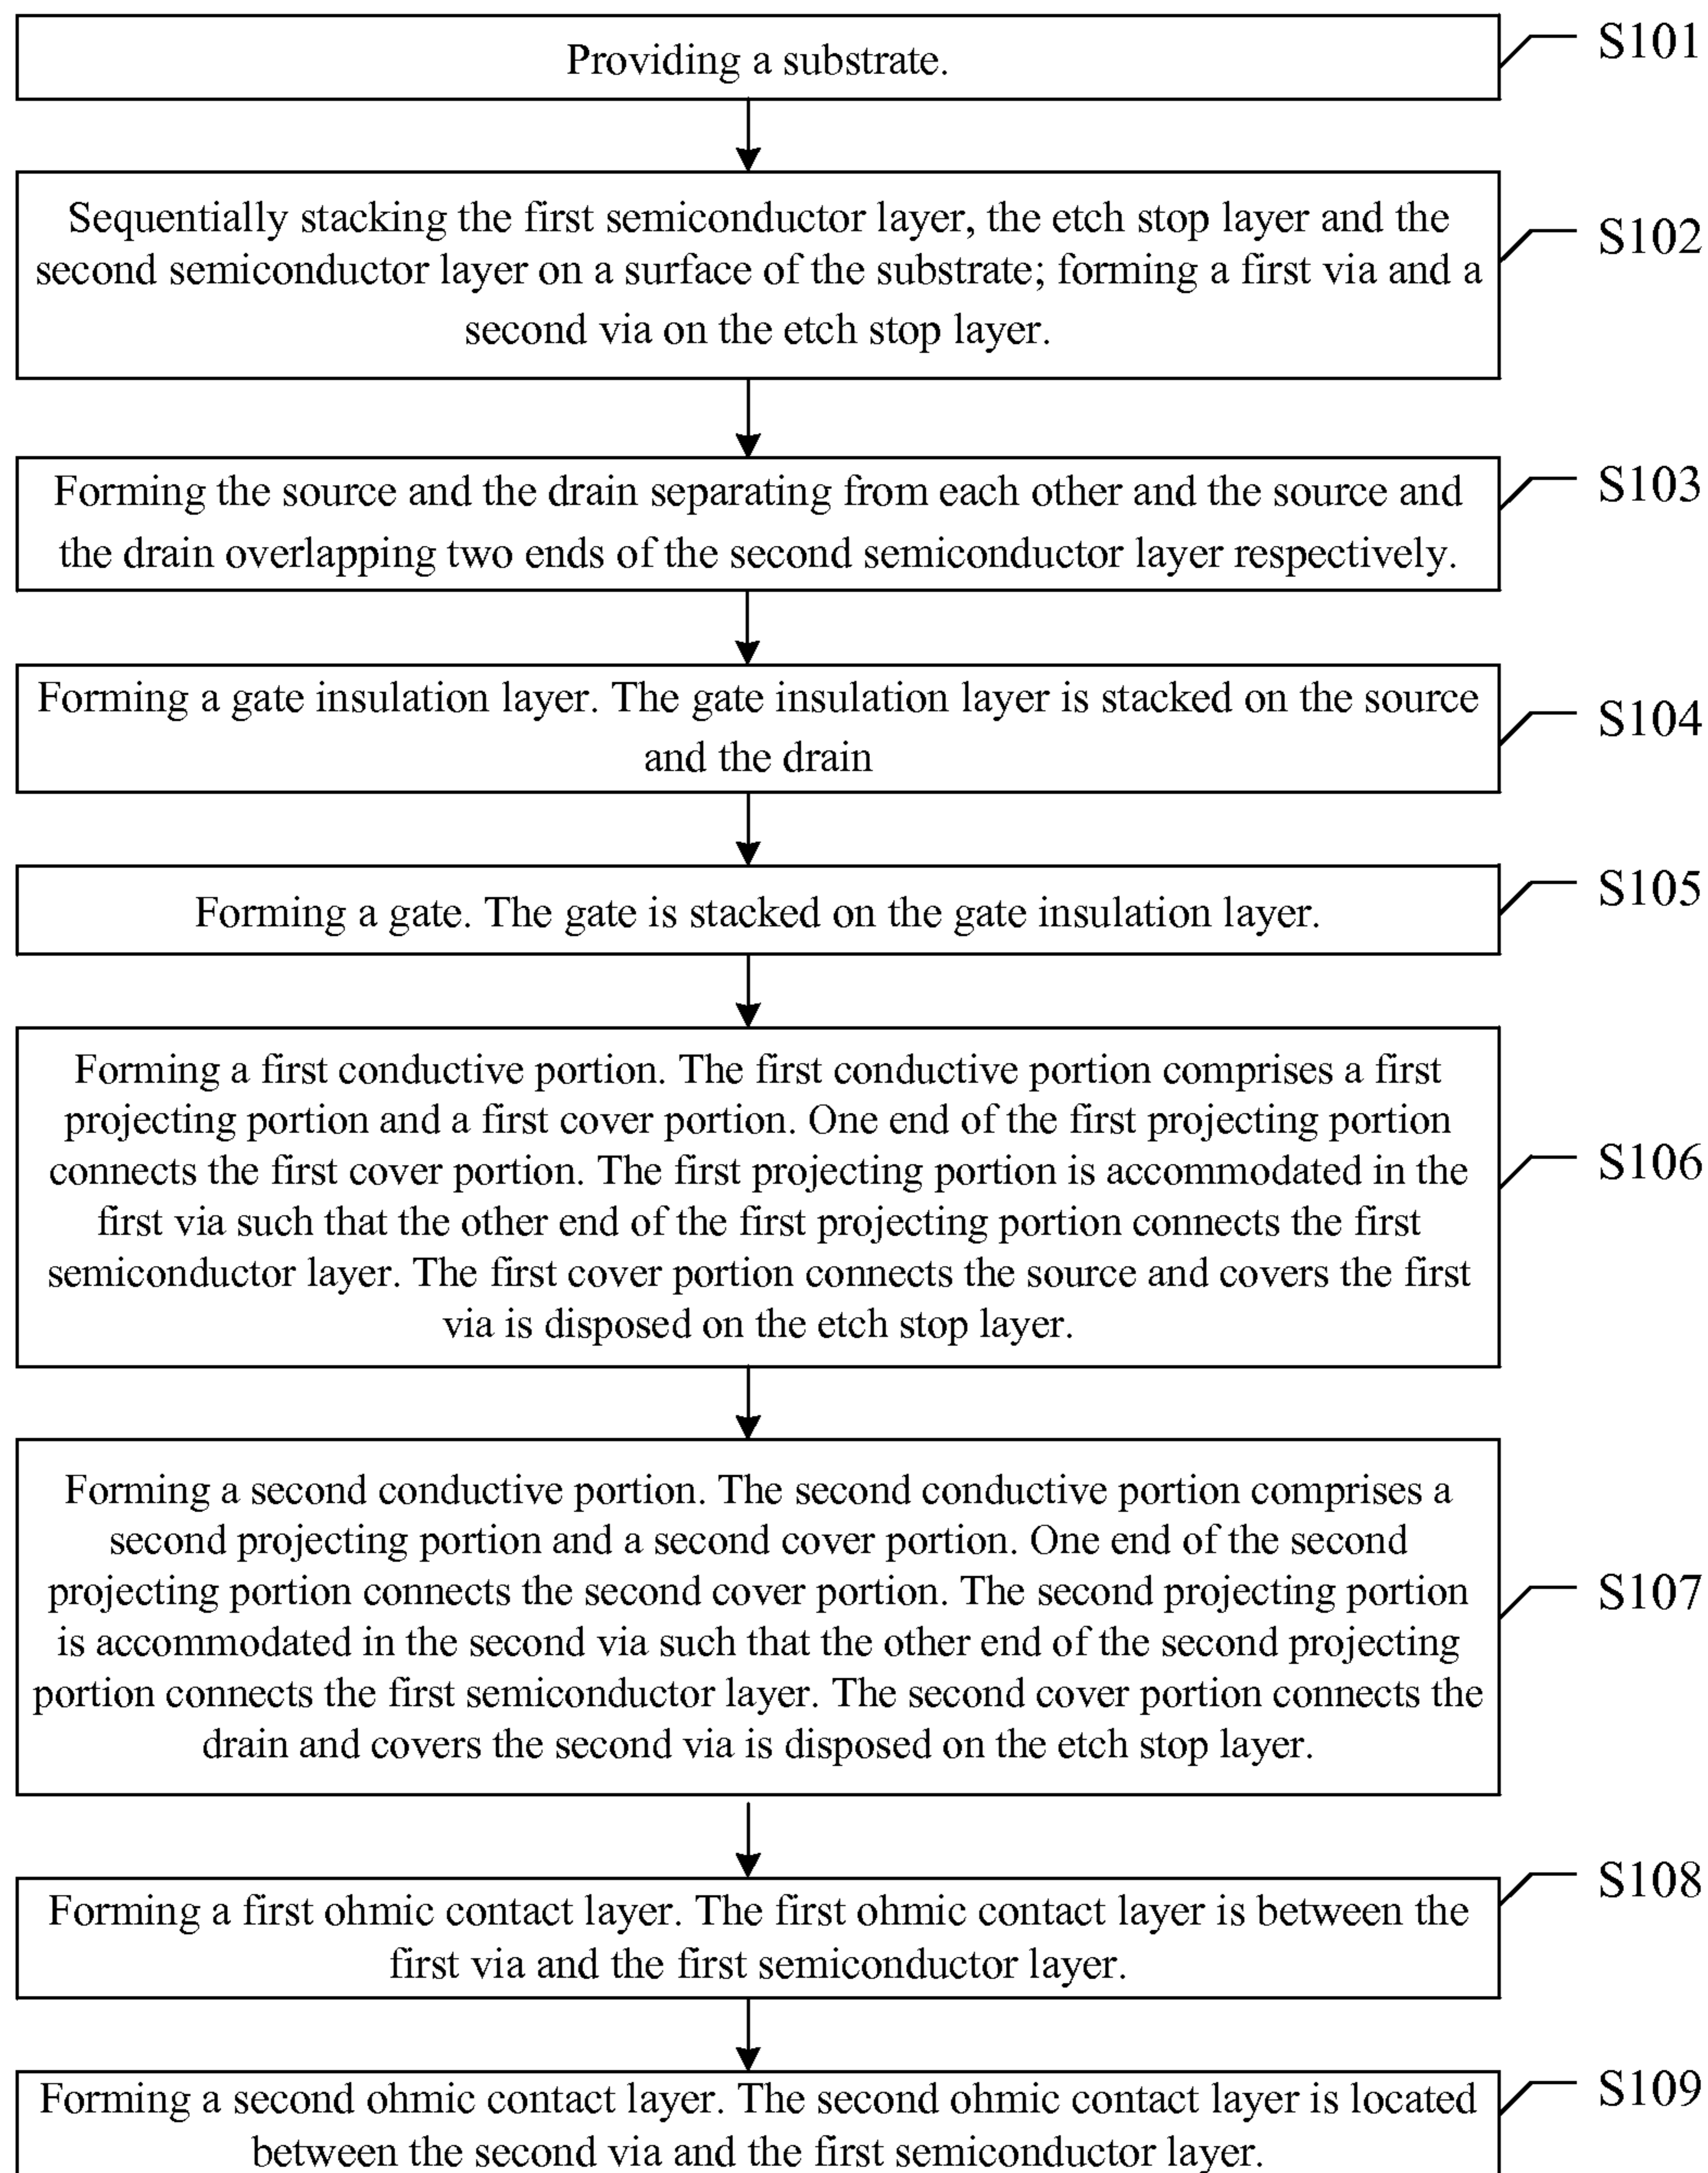 Providing a substrate.
S101
Sequentially stacking the first semiconductor layer, the etch stop layer and the
second semiconductor layer on a surface of the substrate; forming a first via and a
second via on the etch stop layer.
S102
Forming the source and the drain separating from each other and the source and
the drain overlapping two ends of the second semiconductor layer respectively.
S103
Forming a gate insulation layer. The gate insulation layer is stacked on the source
and the drain
S104
Forming a gate. The gate is stacked on the gate insulation layer.
S105
Forming a first conductive portion. The first conductive portion comprises a first
projecting portion and a first cover portion. One end of the first projecting portion
connects the first cover portion. The first projecting portion is accommodated in the
first via such that the other end of the first projecting portion connects the first
semiconductor layer. The first cover portion connects the source and covers the first
via is disposed on the etch stop layer.
S106
Forming a second conductive portion. The second conductive portion comprises a
second projecting portion and a second cover portion. One end of the second
projecting portion connects the second cover portion. The second projecting portion
is accommodated in the second via such that the other end of the second projecting
portion connects the first semiconductor layer. The second cover portion connects the
drain and covers the second via is disposed on the etch stop layer.
S107
Forming a first ohmic contact layer. The first ohmic contact layer is between the
first via and the first semiconductor layer.
S108
Forming a second ohmic contact layer. The second ohmic contact layer is located
between the second via and the first semiconductor layer.
S109